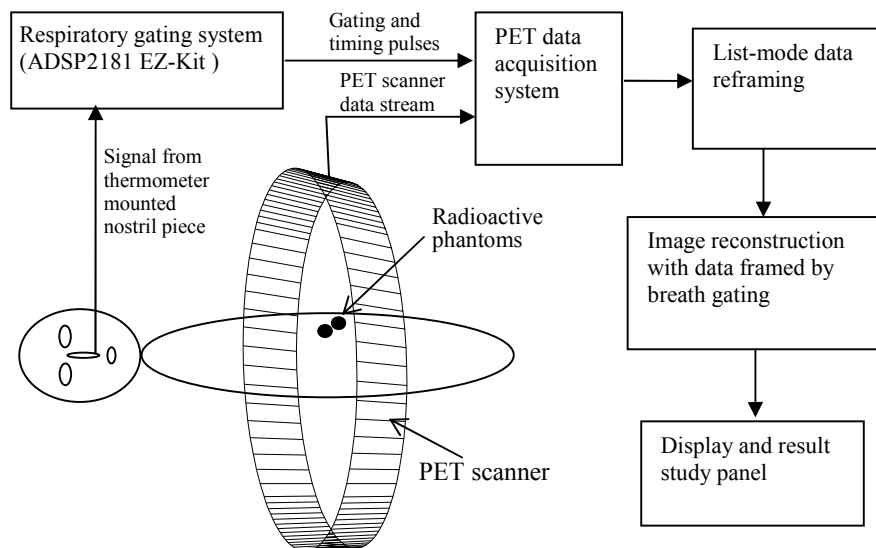 Respiratory gating system
(ADSP2181 EZ-Kit )
Gating and
timing pulses
PET scanner
data stream
PET data
acquisition
system
List-mode data
reframing
Signal from
thermometer
mounted
nostril piece
Radioactive
phantoms
Image reconstruction
with data framed by
breath gating
PET scanner
Display and result
study panel